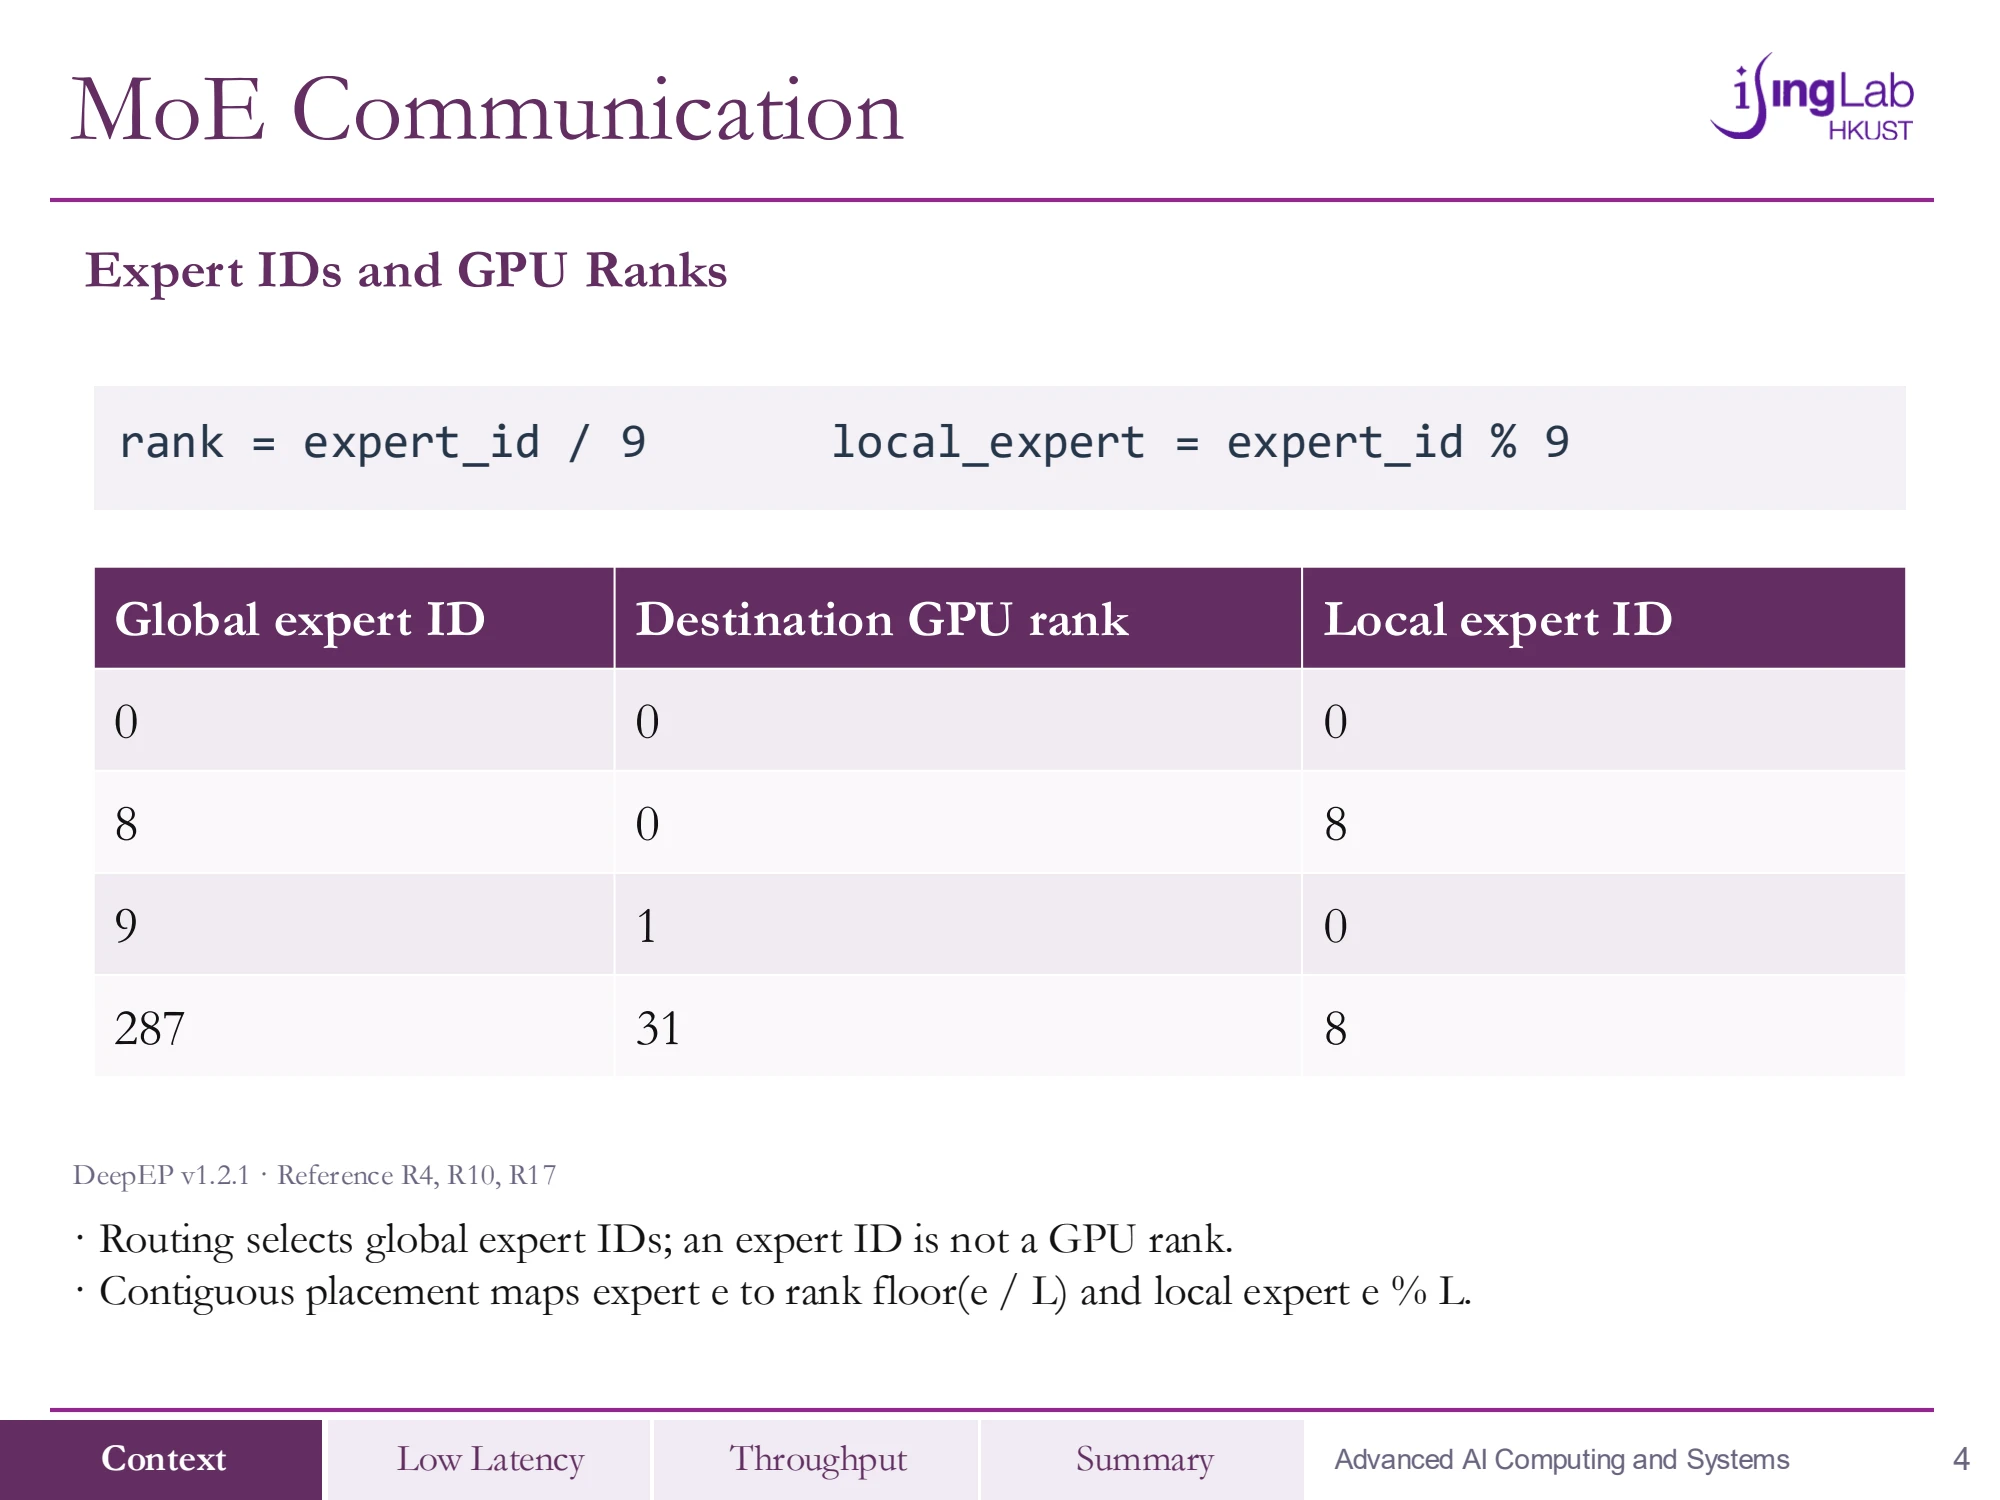 MoE Communication
iSingLab
HKUST
Expert IDs and GPU Ranks
rank = expert_id / 9 local_expert = expert_id % 9
Global expert ID Destination GPU rank Local expert ID
0 0 0
8 0 8
9 1 0
287 31 8
DeepEP v1.2.1 · Reference R4, R10, R17
· Routing selects global expert IDs; an expert ID is not a GPU rank.
· Contiguous placement maps expert e to rank floor(e / L) and local expert e % L.
Context Low Latency Throughput Summary Advanced AI Computing and Systems 4